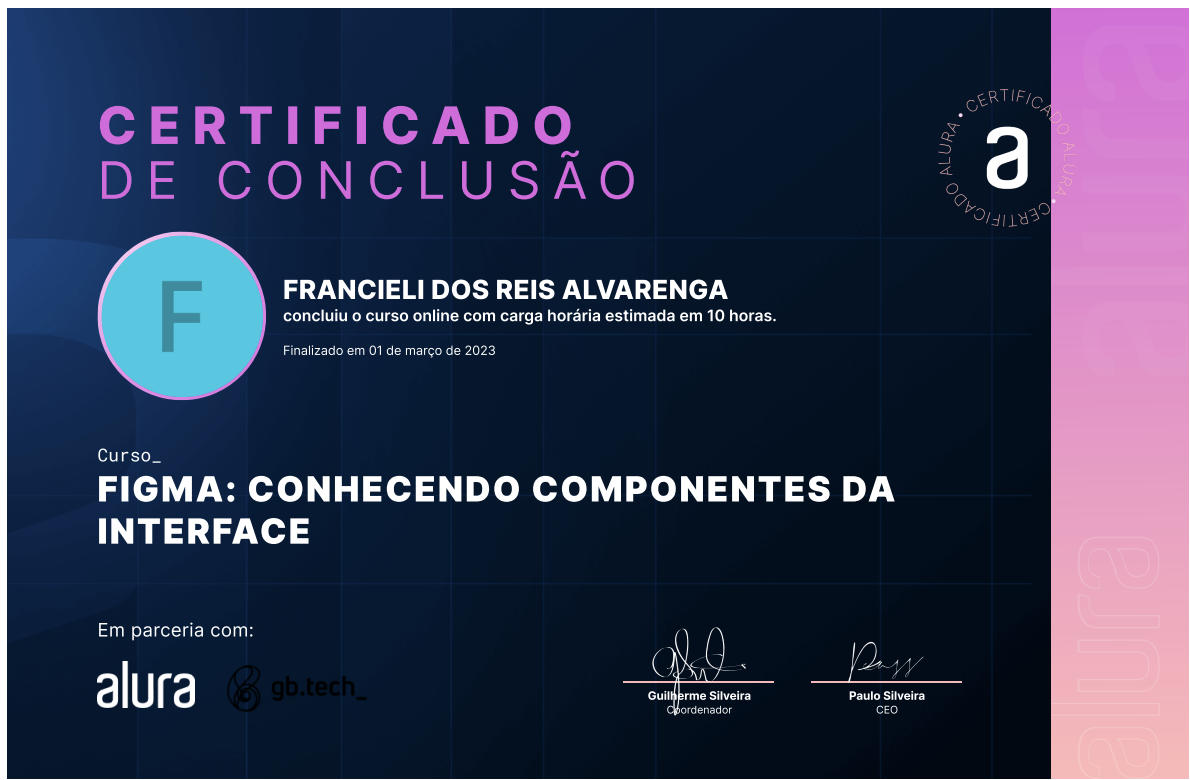 CERTIFICADO
DE CONCLUSÃO
CERTIFICADO ALURA • CERTIFICADO ALURA •
a
F
FRANCIELI DOS REIS ALVARENGA
concluiu o curso online com carga horária estimada em 10 horas.
Finalizado em 01 de março de 2023
Curso_
FIGMA: CONHECENDO COMPONENTES DA
INTERFACE
Em parceria com:
alura
gb.tech_
Guilherme Silveira
Coordenador
Paulo Silveira
CEO
alura
alura